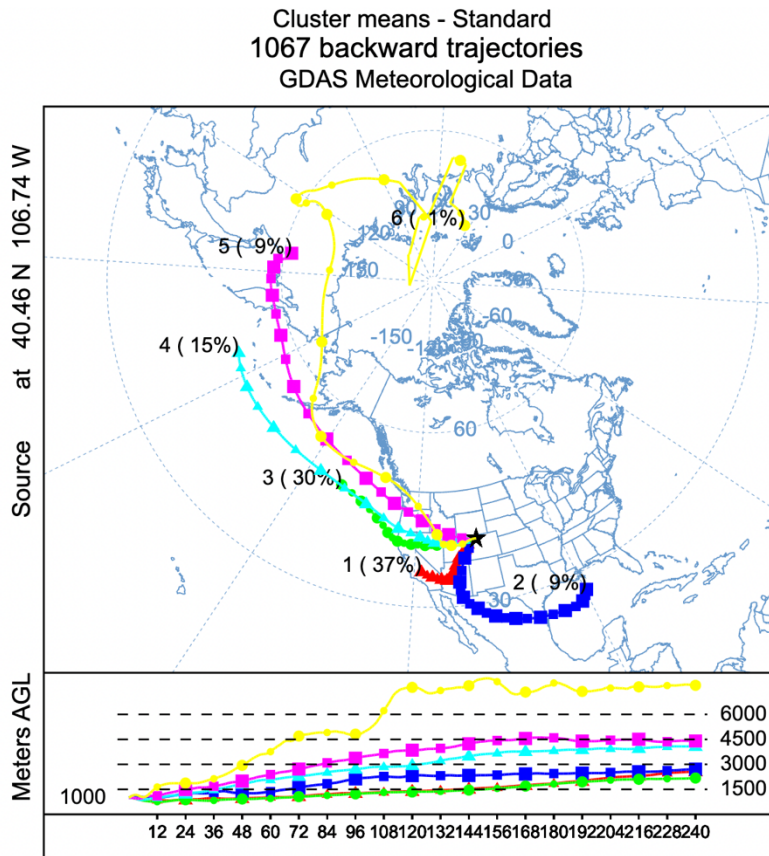 Cluster means - Standard
1067 backward trajectories
GDAS Meteorological Data
Source at 40.46 N 106.74 W
6 ( 1%)
30
60
0
120
5 ( 9%)
-30
-60
-150
4 ( 15%)
60
3 ( 30%)
1 ( 37%)
2 ( 9%)
30
Meters AGL
6000
4500
3000
1500
1000
12 24 36 48 60 72 84 96 108 120 132 144 156 168 180 192 204 216 228 240